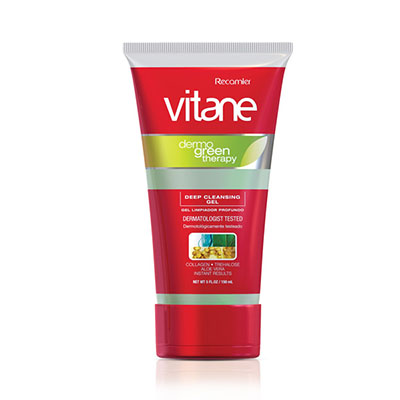 Recamier
vitane
dermo
green
therapy
DEEP CLEANSING
GEL
GEL LIMPIADOR PROFUNDO
DERMATOLOGIST TESTED
Dermatológicamente testeado
COLLAGEN • TREHALOSE
ALOE VERA
INSTANT RESULTS
NET WT 5 FL OZ / 150 mL